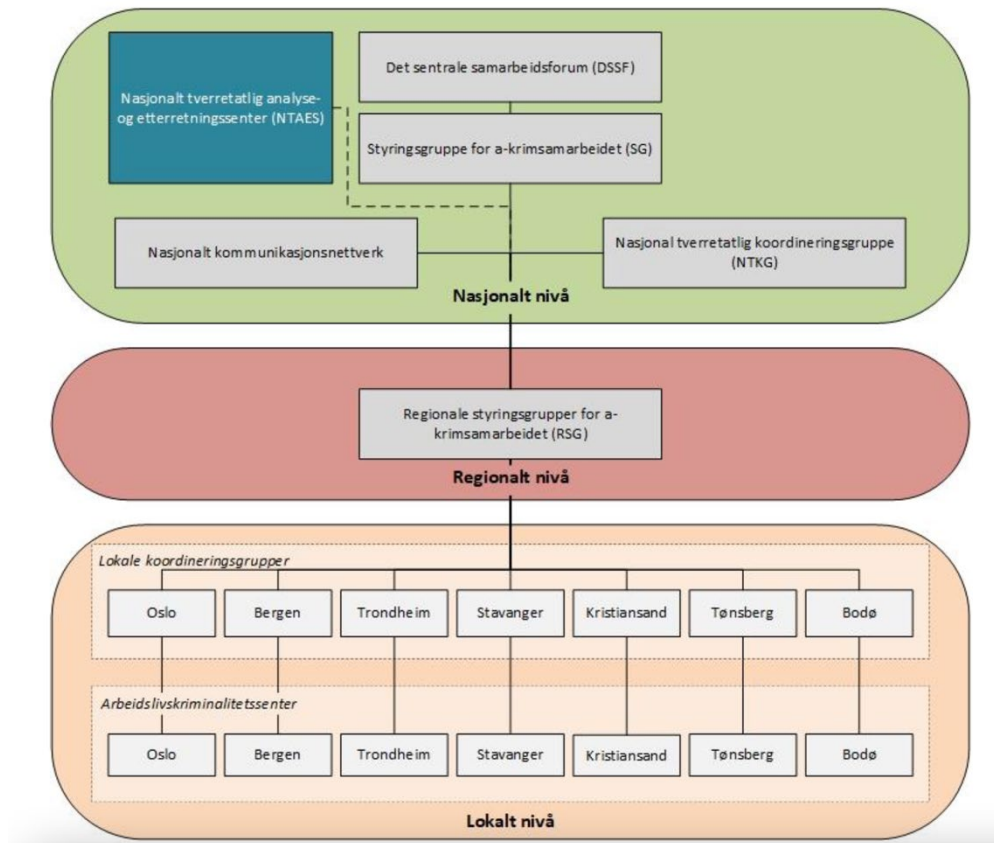 Det sentrale samarbeidsforum (DSSF)
Nasjonalt tverretatlig analyse-
og etterretningssenter (NTAES)
Styringsgruppe for a-krimsamarbeidet (SG)
Nasjonalt kommunikasjonsnettverk
Nasjonal tverretatlig koordineringsgruppe
(NTKG)
Nasjonalt nivå
Regionale styringsgrupper for a-
krimsamarbeidet (RSG)
Regionalt nivå
Lokale koordineringsgrupper
Oslo
Bergen
Trondheim
Stavanger
Kristiansand
Tønsberg
Bodø
Arbeidslivskriminalitetssenter
Oslo
Bergen
Trondheim
Stavanger
Kristiansand
Tønsberg
Bodø
Lokalt nivå